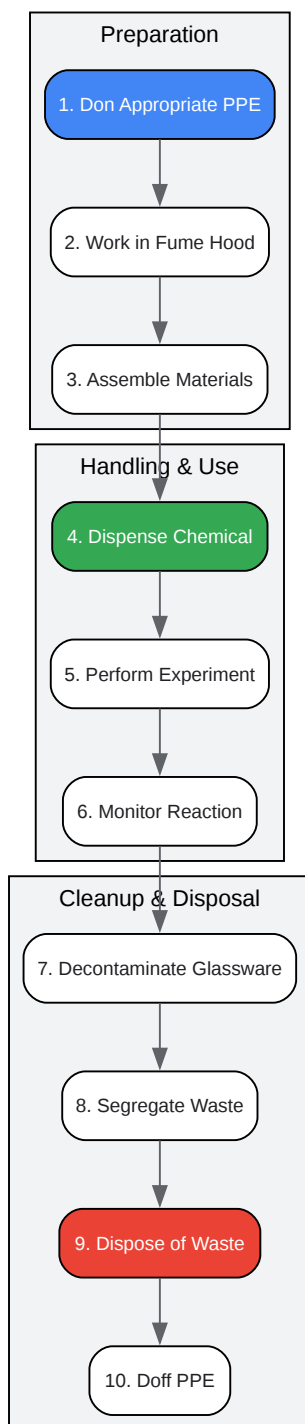 Preparation
1. Don Appropriate PPE
2. Work in Fume Hood
3. Assemble Materials
Handling & Use
4. Dispense Chemical
5. Perform Experiment
6. Monitor Reaction
Cleanup & Disposal
7. Decontaminate Glassware
8. Segregate Waste
9. Dispose of Waste
10. Doff PPE